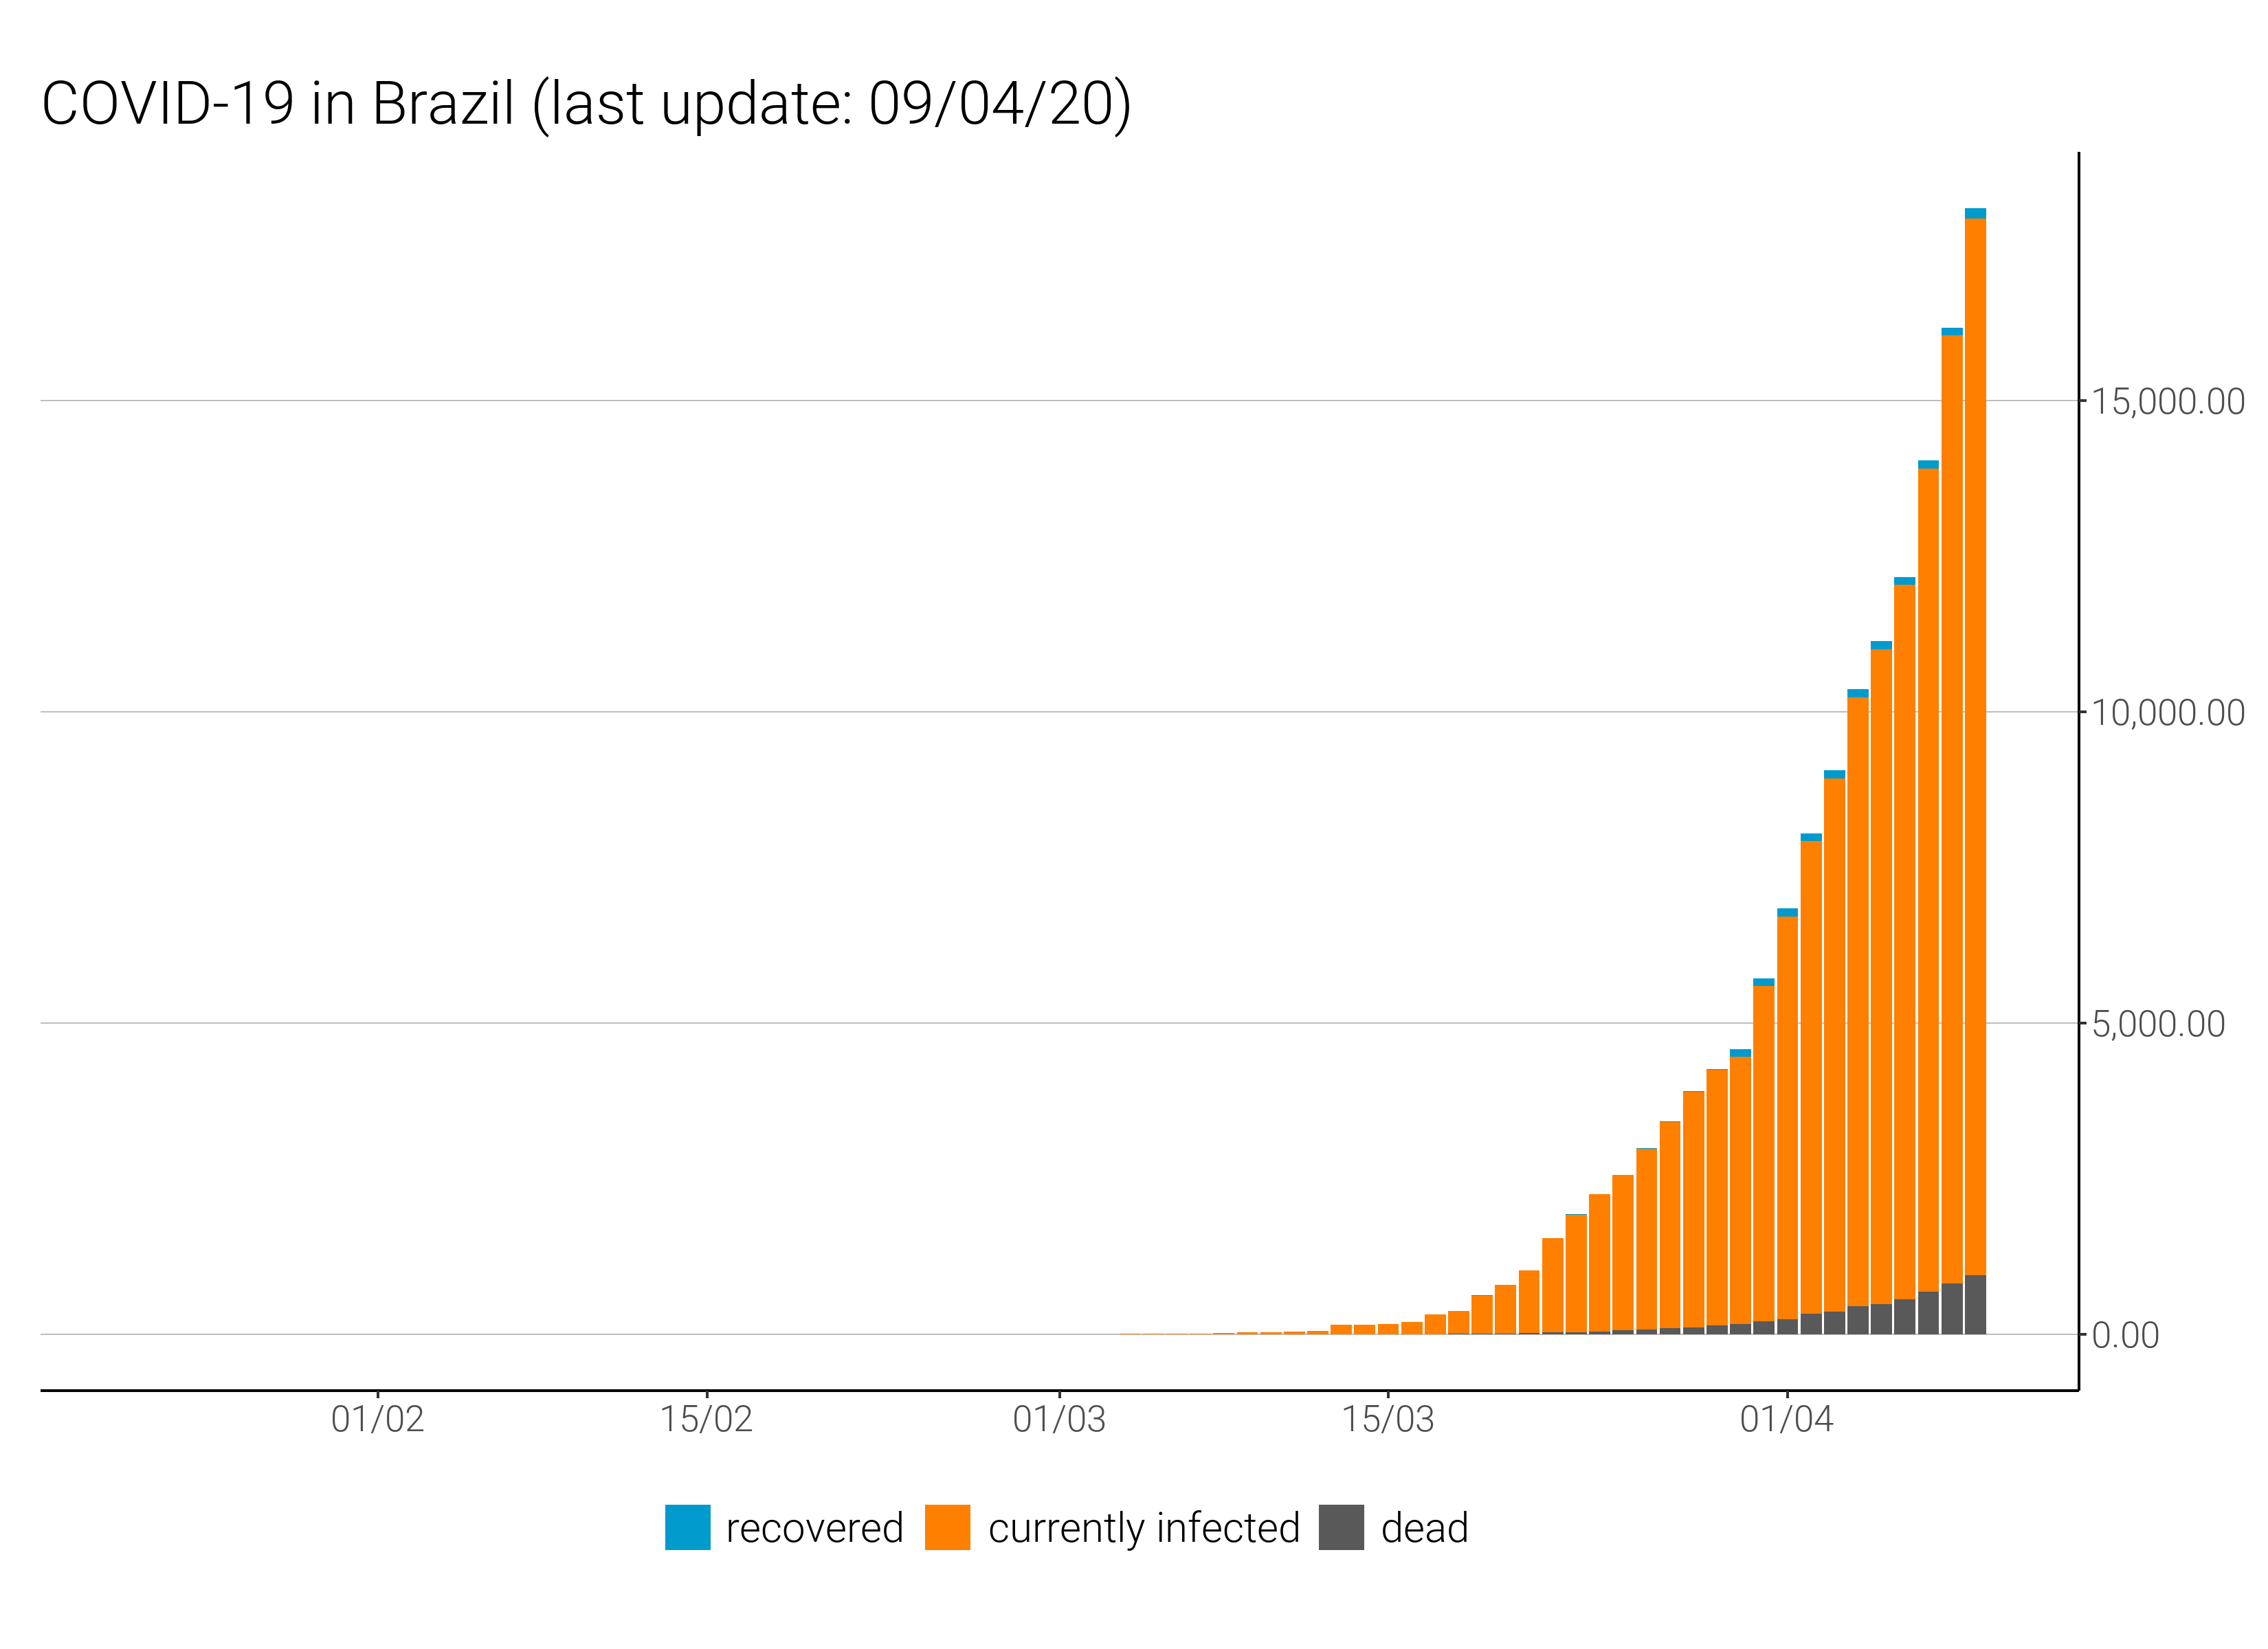 COVID-19 in Brazil (last update: 09/04/20)
15,000.00
10,000.00
5,000.00
0.00
01/02 15/02 01/03 15/03 01/04
recovered currently infected dead